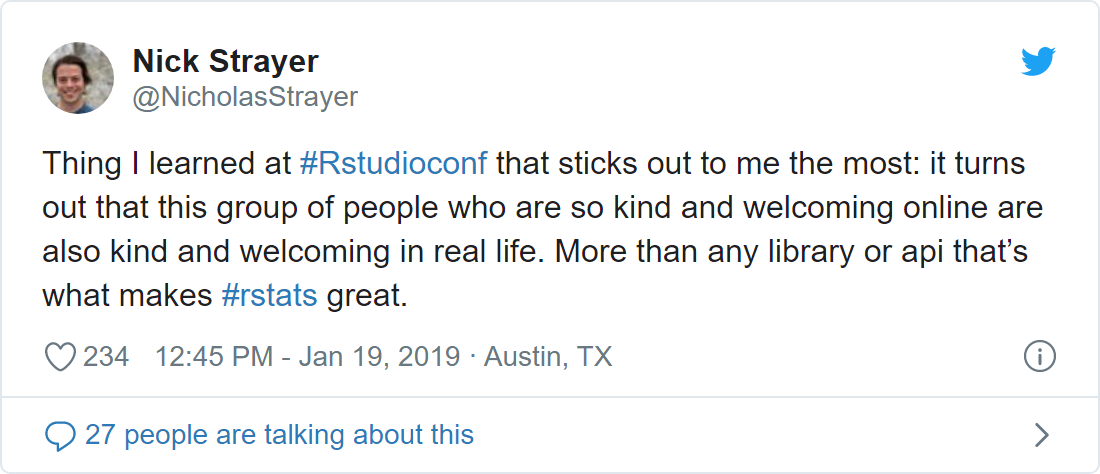 Nick Strayer
@NicholasStrayer
Thing I learned at #Rstudioconf that sticks out to me the most: it turns
out that this group of people who are so kind and welcoming online are
also kind and welcoming in real life. More than any library or api that’s
what makes #rstats great.
234 12:45 PM - Jan 19, 2019 · Austin, TX
27 people are talking about this